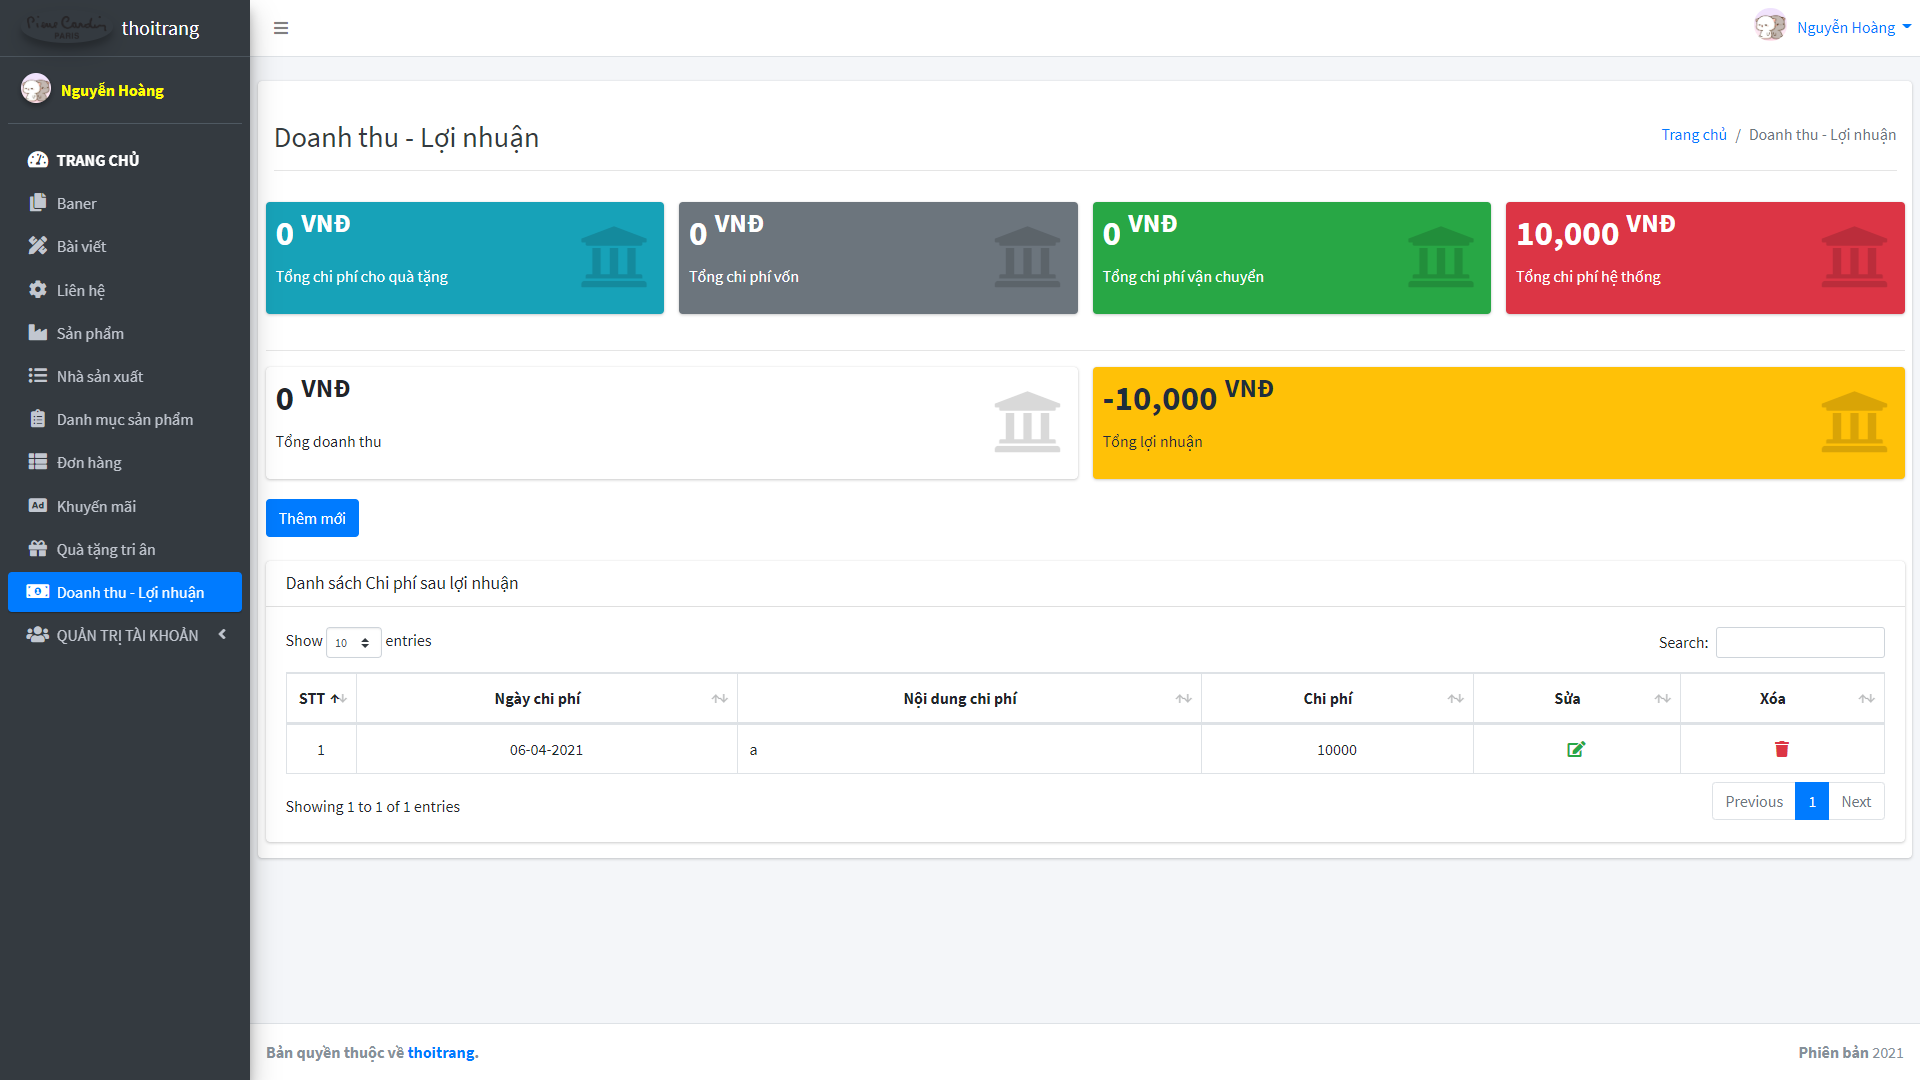 Pierre Cardin
PARIS
thoitrang
Nguyễn Hoàng
Nguyễn Hoàng
TRANG CHỦ
Baner
Bài viết
Liên hệ
Sản phẩm
Nhà sản xuất
Danh mục sản phẩm
Đơn hàng
Ad Khuyến mãi
Quà tặng tri ân
Doanh thu - Lợi nhuận
QUẢN TRỊ TÀI KHOẢN
Doanh thu - Lợi nhuận
Trang chủ / Doanh thu - Lợi nhuận
0 VNĐ
Tổng chi phí cho quà tặng
0 VNĐ
Tổng chi phí vốn
0 VNĐ
Tổng chi phí vận chuyển
10,000 VNĐ
Tổng chi phí hệ thống
0 VNĐ
Tổng doanh thu
-10,000 VNĐ
Tổng lợi nhuận
Thêm mới
Danh sách Chi phí sau lợi nhuận
Show 10 entries
Search:
STT Ngày chi phí Nội dung chi phí Chi phí Sửa Xóa
1 06-04-2021 a 10000
Showing 1 to 1 of 1 entries
Previous 1 Next
Bản quyền thuộc về thoitrang.
Phiên bản 2021